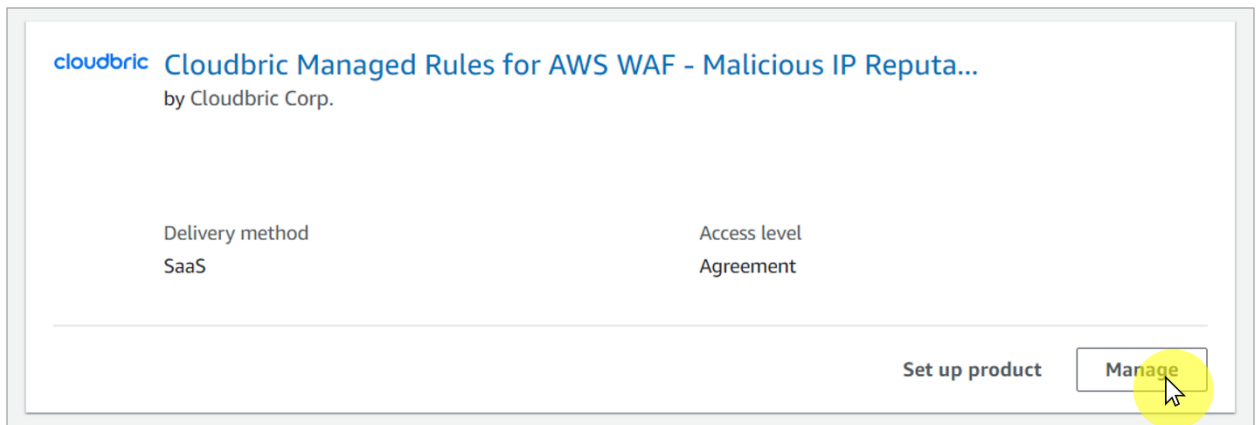 cloudbric Cloudbric Managed Rules for AWS WAF - Malicious IP Reputa...
by Cloudbric Corp.
Delivery method
SaaS
Access level
Agreement
Set up product
Manage